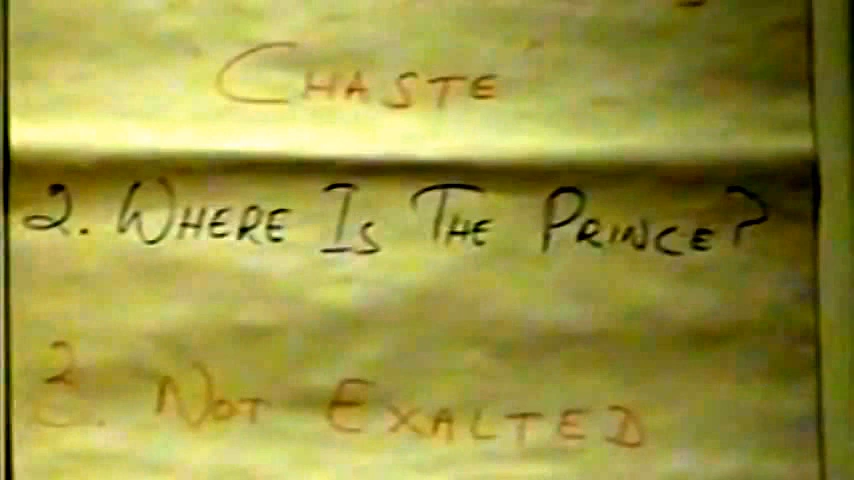 CHASTE
2. WHERE IS THE PRINCE?
3. NOT EXALTED